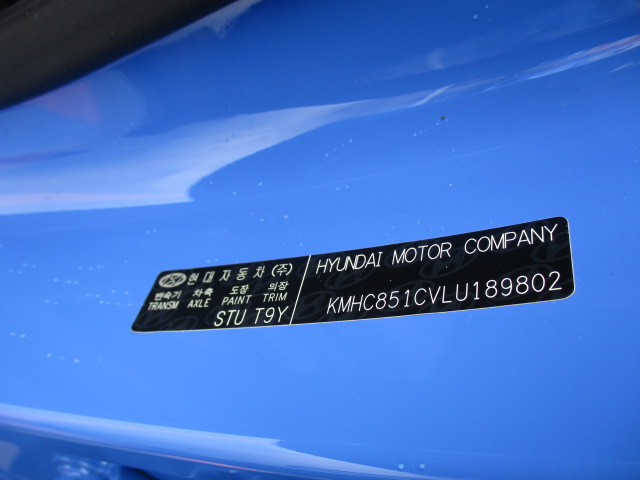 현대자동차(주)
변속기 차축 도장 의장
TRANSM AXLE PAINT TRIM
STU T9Y
HYUNDAI MOTOR COMPANY
KMHC851CVLU189802